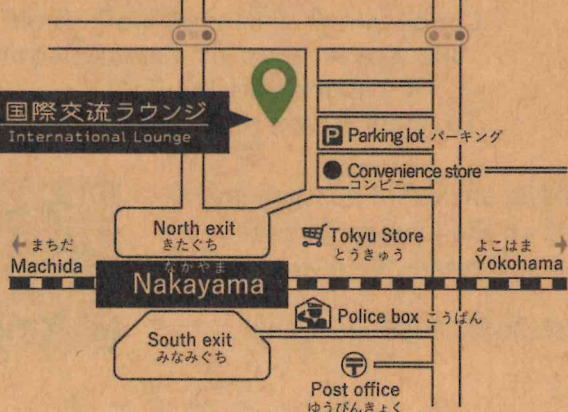 国際交流ラウンジ
International Lounge
P Parking lot パーキング
Convenience store
コンビニ
North exit
きたぐち
Tokyu Store
とうきゅう
← まちだ
Machida
よこはま →
Yokohama
なかやま
Nakayama
Police box こうばん
South exit
みなみぐち
〒
Post office
ゆうびんきょく